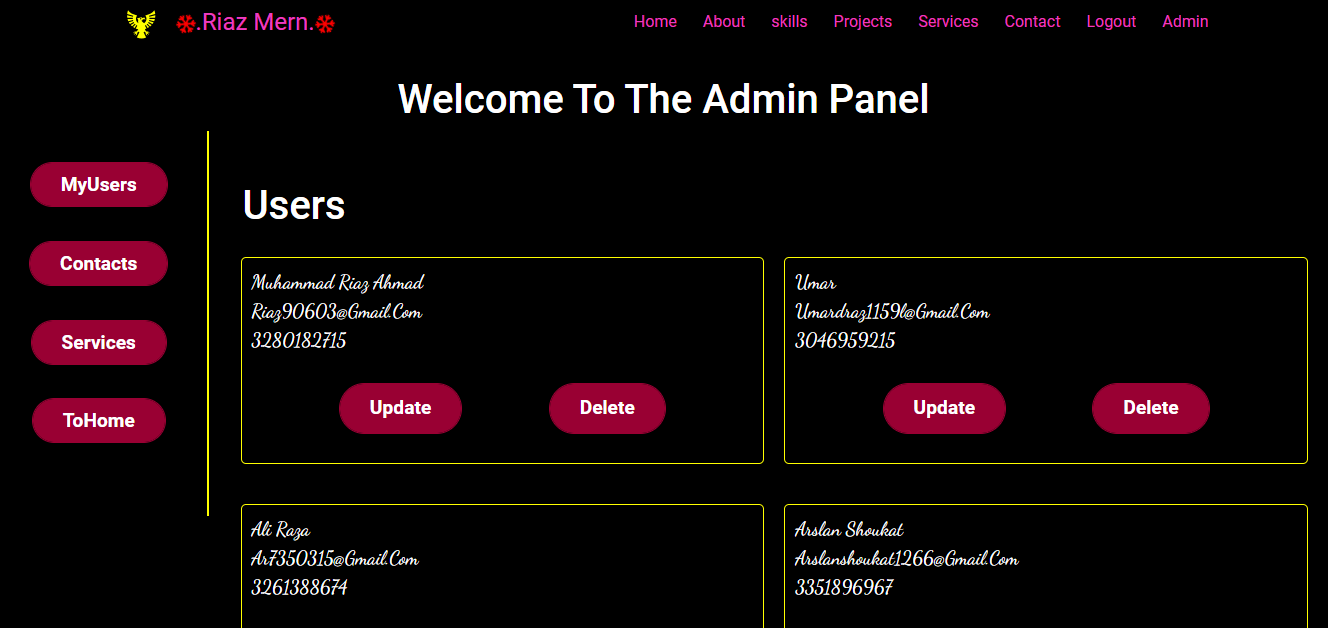 ❄.Riaz Mern.❄
Home About skills Projects Services Contact Logout Admin
Welcome To The Admin Panel
MyUsers
Contacts
Services
ToHome
Users
Muhammad Riaz Ahmad
Riaz90603@Gmail.Com
3280182715
Update Delete
Umar
Umardraz1159l@Gmail.Com
3046959215
Update Delete
Ali Raza
Ar7350315@Gmail.Com
3261388674
Arslan Shoukat
Arslanshoukat1266@Gmail.Com
3351896967